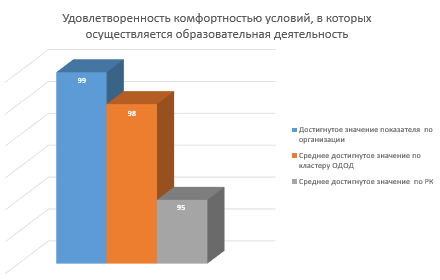 Удовлетворенность комфортностью условий, в которых
осуществляется образовательная деятельность
99
98
95
Достигнутое значение показателя по
организации
Среднее достигнутое значение по
кластеру ОДОД
Среднее достигнутое значение по РК